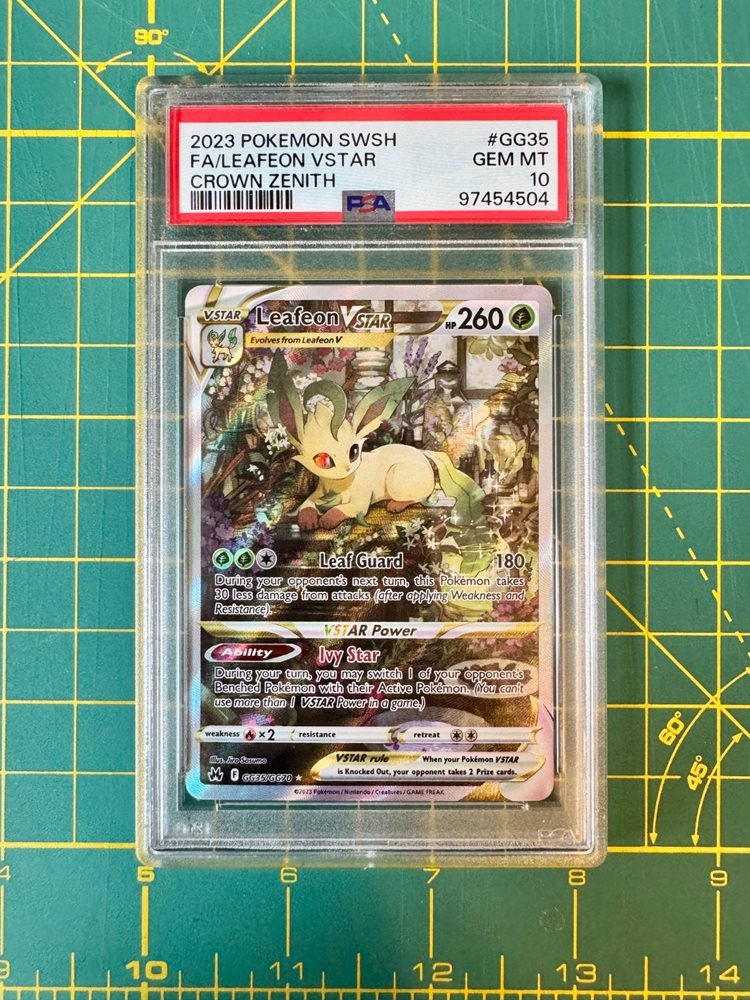 90°
2023 POKEMON SWSH #GG35
FA/LEAFEON VSTAR GEM MT
CROWN ZENITH 10
PSA 97454504
VSTAR Leafeon VSTAR HP 260
Evolves from Leafeon V
Leaf Guard 180
During your opponent's next turn, this Pokémon takes
30 less damage from attacks (after applying Weakness and
Resistance).
VSTAR Power
Ability Ivy Star
During your turn, you may switch 1 of your opponent's
Benched Pokémon with their Active Pokémon. (You can't
use more than 1 VSTAR Power in a game.)
weakness ×2 resistance retreat
Illus. Jiro Sasumo
VSTAR rule When your Pokémon VSTAR
is Knocked Out, your opponent takes 2 Prize cards.
F GG35/GG70 ★
©2023 Pokémon / Nintendo / Creatures / GAME FREAK
PSA
60°
45°
4 5 6 7 8 9
10 11 12 13 14